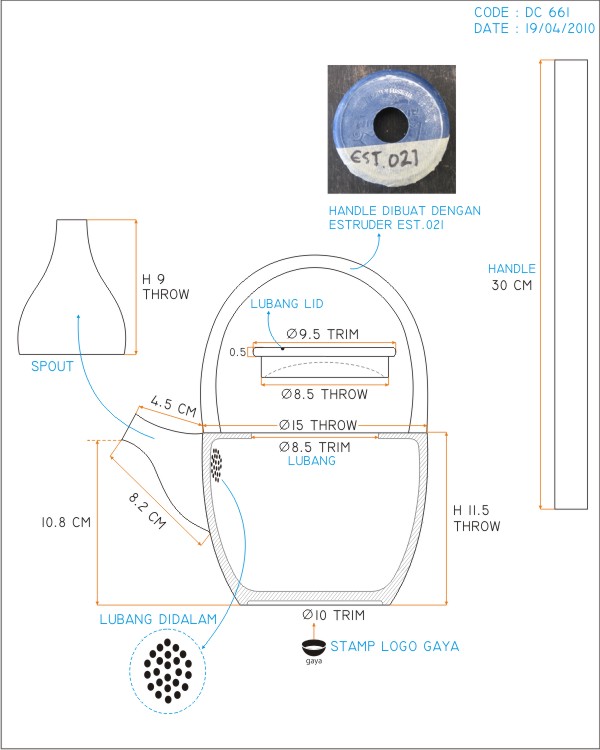 CODE : DC 661
DATE : 19/04/2010
EST.021
HANDLE DIBUAT DENGAN
ESTRUDER EST.021
H 9
THROW
HANDLE
30 CM
LUBANG LID
Ø9.5 TRIM
0.5
Ø8.5 THROW
SPOUT
4.5 CM
Ø15 THROW
Ø8.5 TRIM
LUBANG
8.2 CM
10.8 CM
H 11.5
THROW
Ø10 TRIM
LUBANG DIDALAM
STAMP LOGO GAYA
gaya